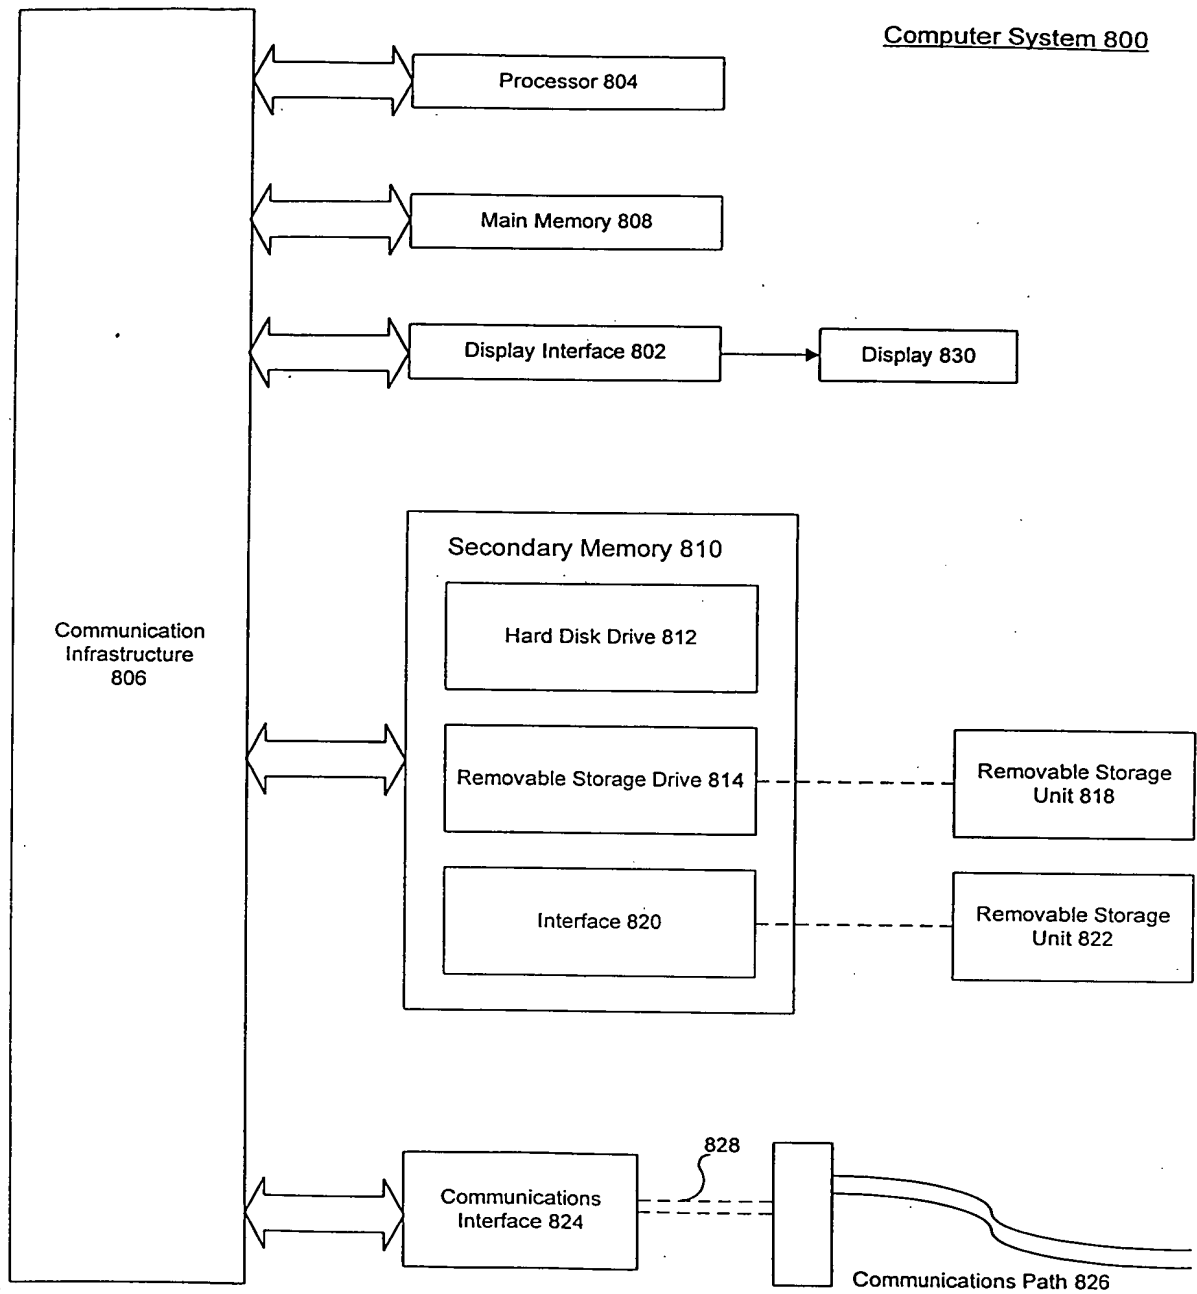 Computer System 800
Processor 804
Main Memory 808
Display Interface 802
Display 830
Secondary Memory 810
Hard Disk Drive 812
Communication
Infrastructure
806
Removable Storage Drive 814
Removable Storage
Unit 818
Interface 820
Removable Storage
Unit 822
828
Communications
Interface 824
Communications Path 826